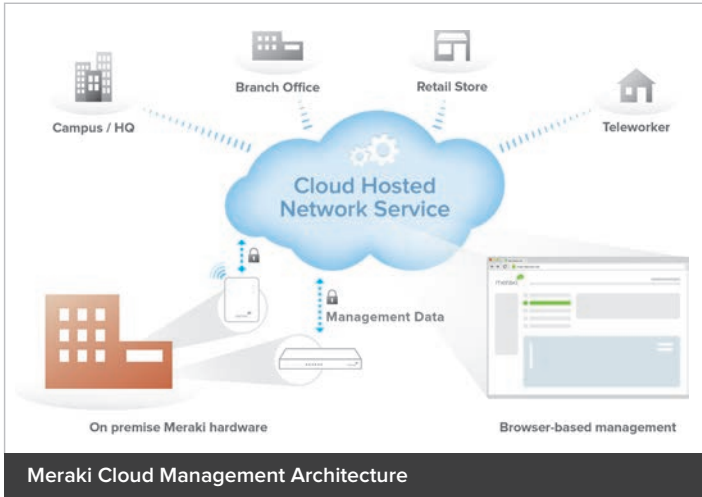 Branch Office
Retail Store
Campus / HQ
Teleworker
Cloud Hosted
Network Service
Management Data
meraki
On premise Meraki hardware
Browser-based management
Meraki Cloud Management Architecture